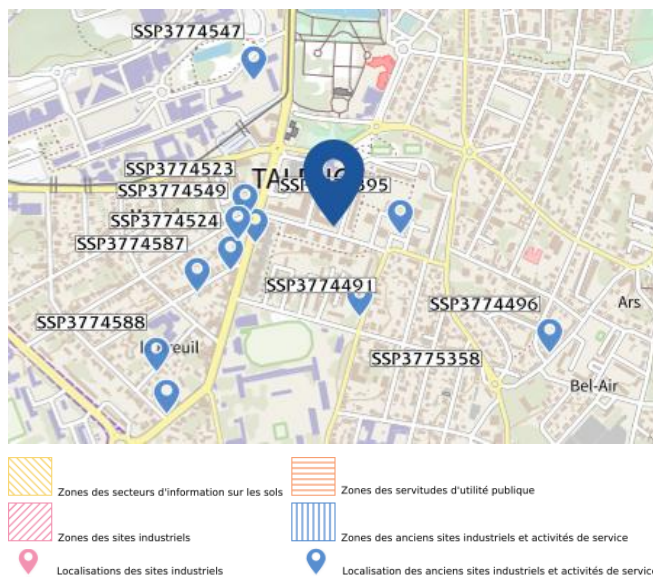 SSP3774547
SSP3774523
SSP3774549
SSP3774524
SSP3774587
SSP3774491
SSP3774496
SSP3774588
SSP3775358
Ars
Bel-Air
Zones des secteurs d'information sur les sols
Zones des servitudes d'utilité publique
Zones des sites industriels
Zones des anciens sites industriels et activités de service
Localisations des sites industriels
Localisation des anciens sites industriels et activités de service